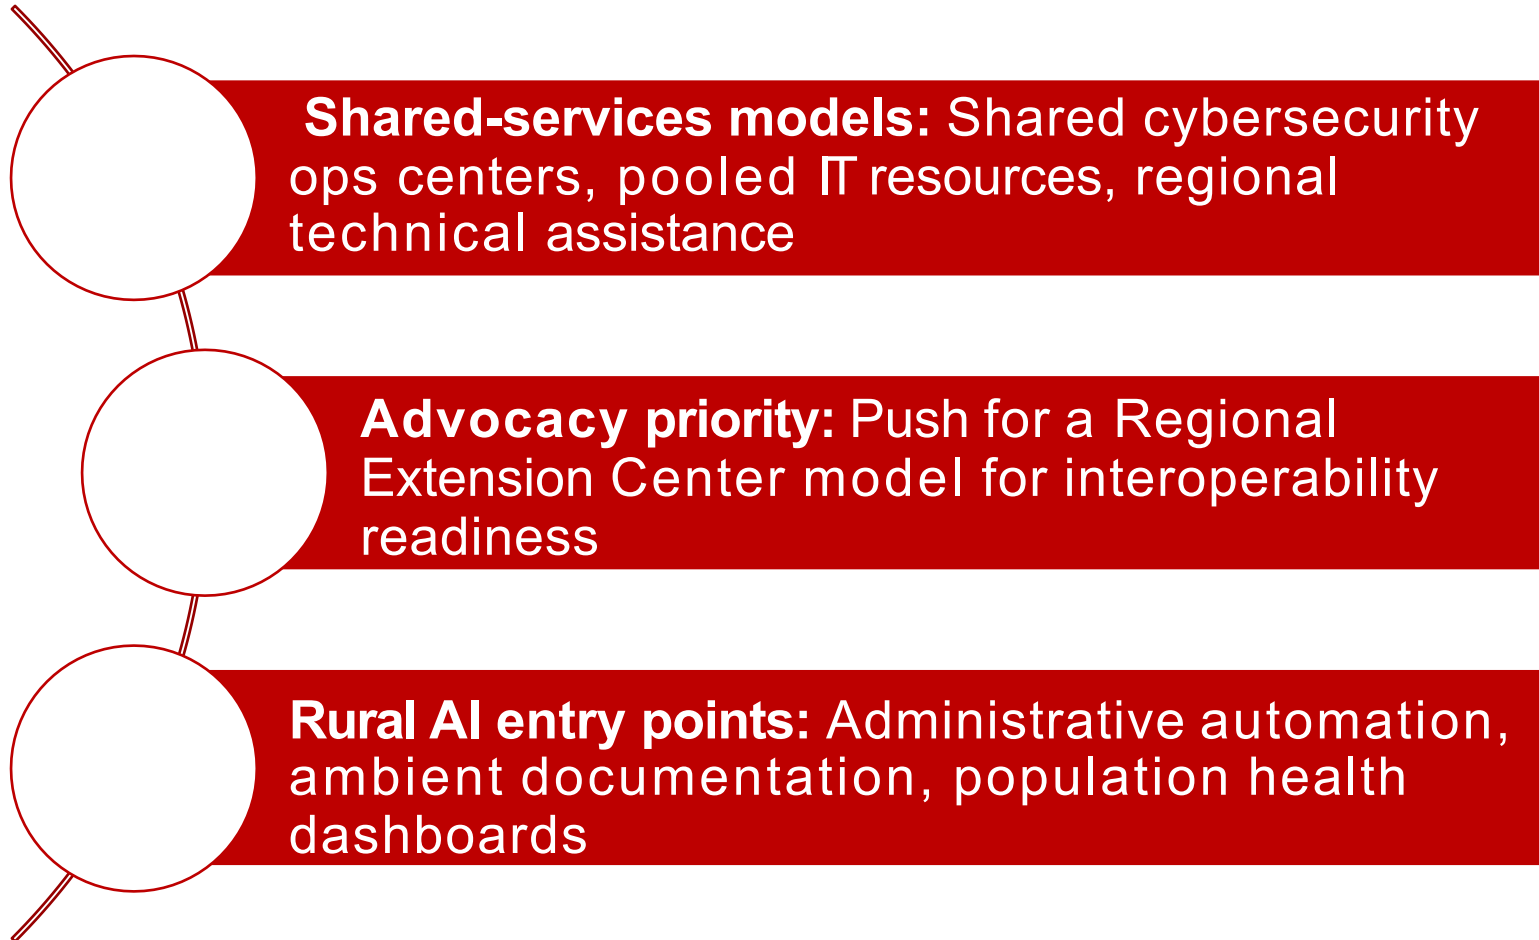 Shared-services models: Shared cybersecurity
ops centers, pooled IT resources, regional
technical assistance
Advocacy priority: Push for a Regional
Extension Center model for interoperability
readiness
Rural AI entry points: Administrative automation,
ambient documentation, population health
dashboards